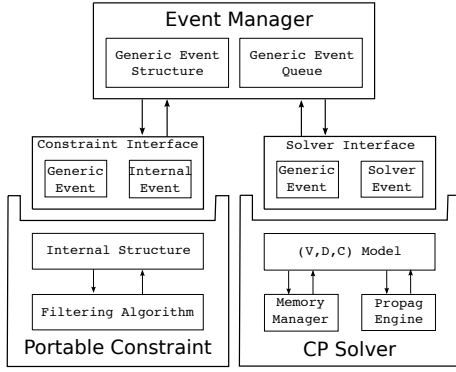 Event Manager
Generic Event
Structure
Generic Event
Queue
Constraint Interface
Generic
Event
Internal
Event
Solver Interface
Generic
Event
Solver
Event
Internal Structure
Filtering Algorithm
Portable Constraint
(V,D,C) Model
Memory
Manager
Propag
Engine
CP Solver